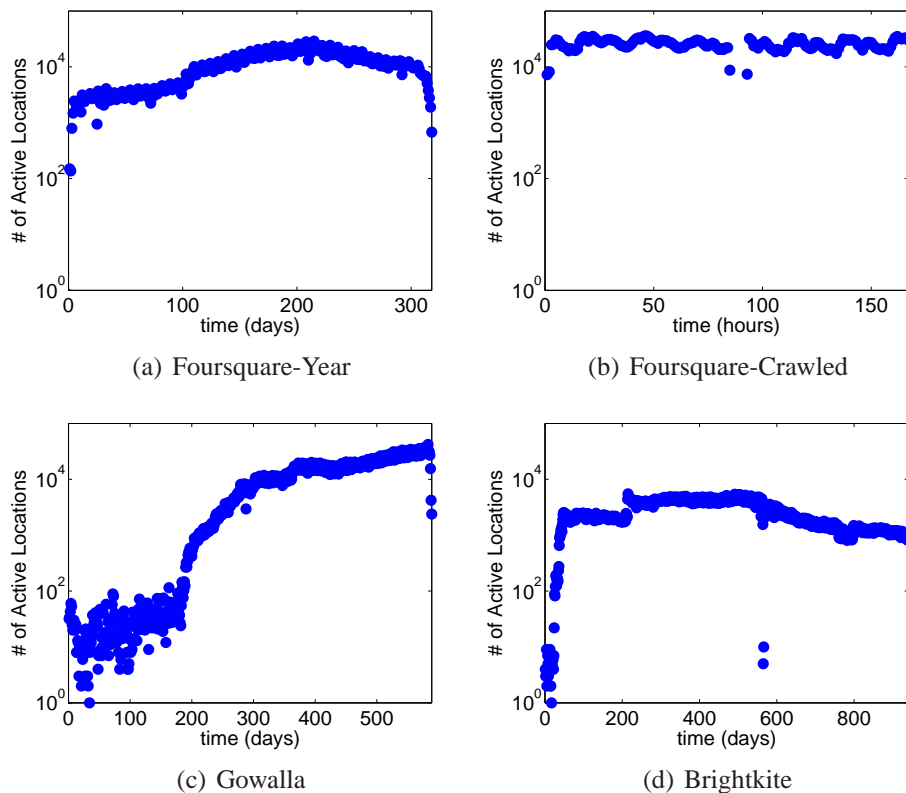 # of Active Locations
10^4
10^2
10^0
0 100 200 300
time (days)
(a) Foursquare-Year
# of Active Locations
10^4
10^2
10^0
0 50 100 150
time (hours)
(b) Foursquare-Crawled
# of Active Locations
10^4
10^2
10^0
0 100 200 300 400 500
time (days)
(c) Gowalla
# of Active Locations
10^4
10^2
10^0
0 200 400 600 800
time (days)
(d) Brightkite